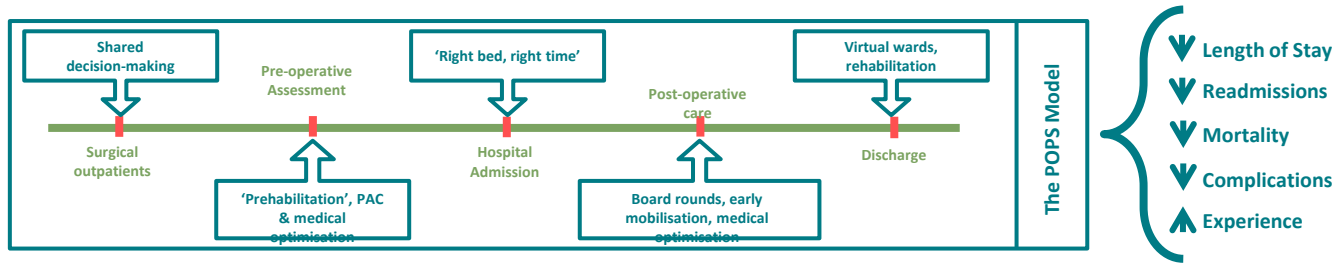 Shared
decision-making
Pre-operative
Assessment
‘Right bed, right time’
Post-operative
care
Virtual wards,
rehabilitation
Surgical
outpatients
‘Prehabilitation’, PAC
& medical
optimisation
Hospital
Admission
Board rounds, early
mobilisation, medical
optimisation
Discharge
The POPS Model
Length of Stay
Readmissions
Mortality
Complications
Experience